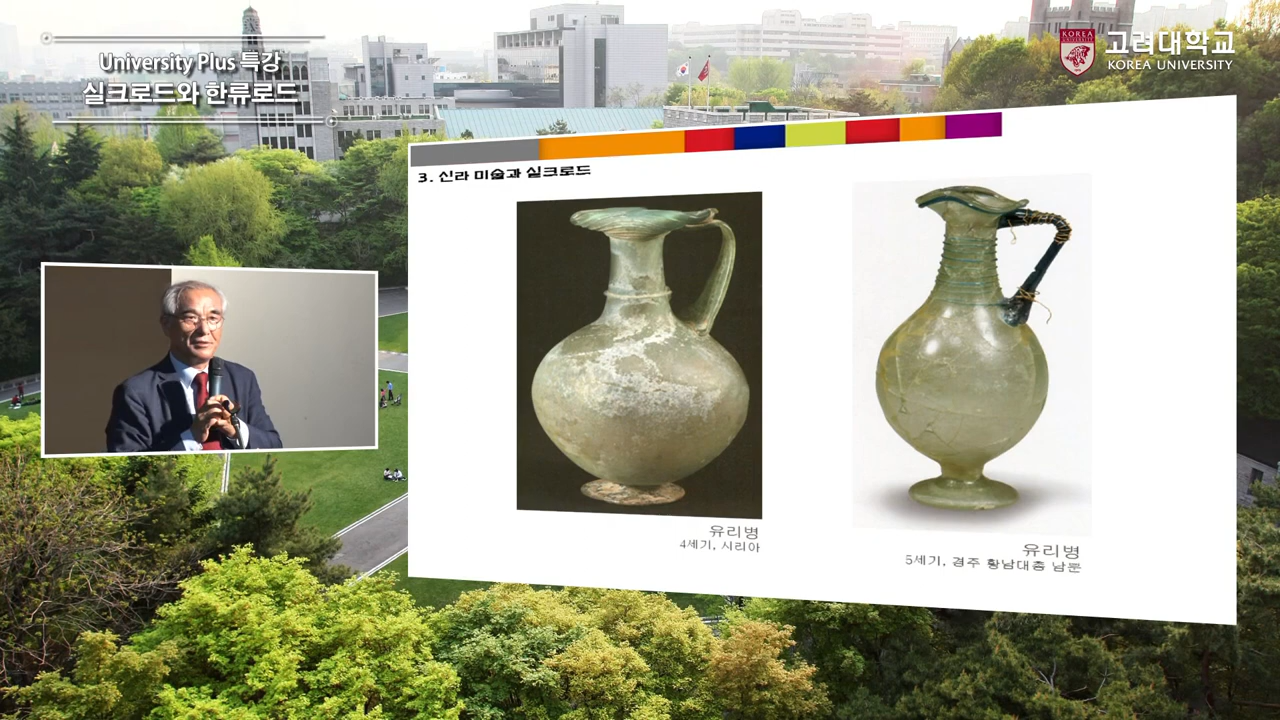 University Plus 특강
실크로드와 한류로드
KOREA
고려대학교
KOREA UNIVERSITY
3. 신라 미술과 실크로드
유리병
4세기, 시리아
유리병
5세기, 경주 황남대총 남분